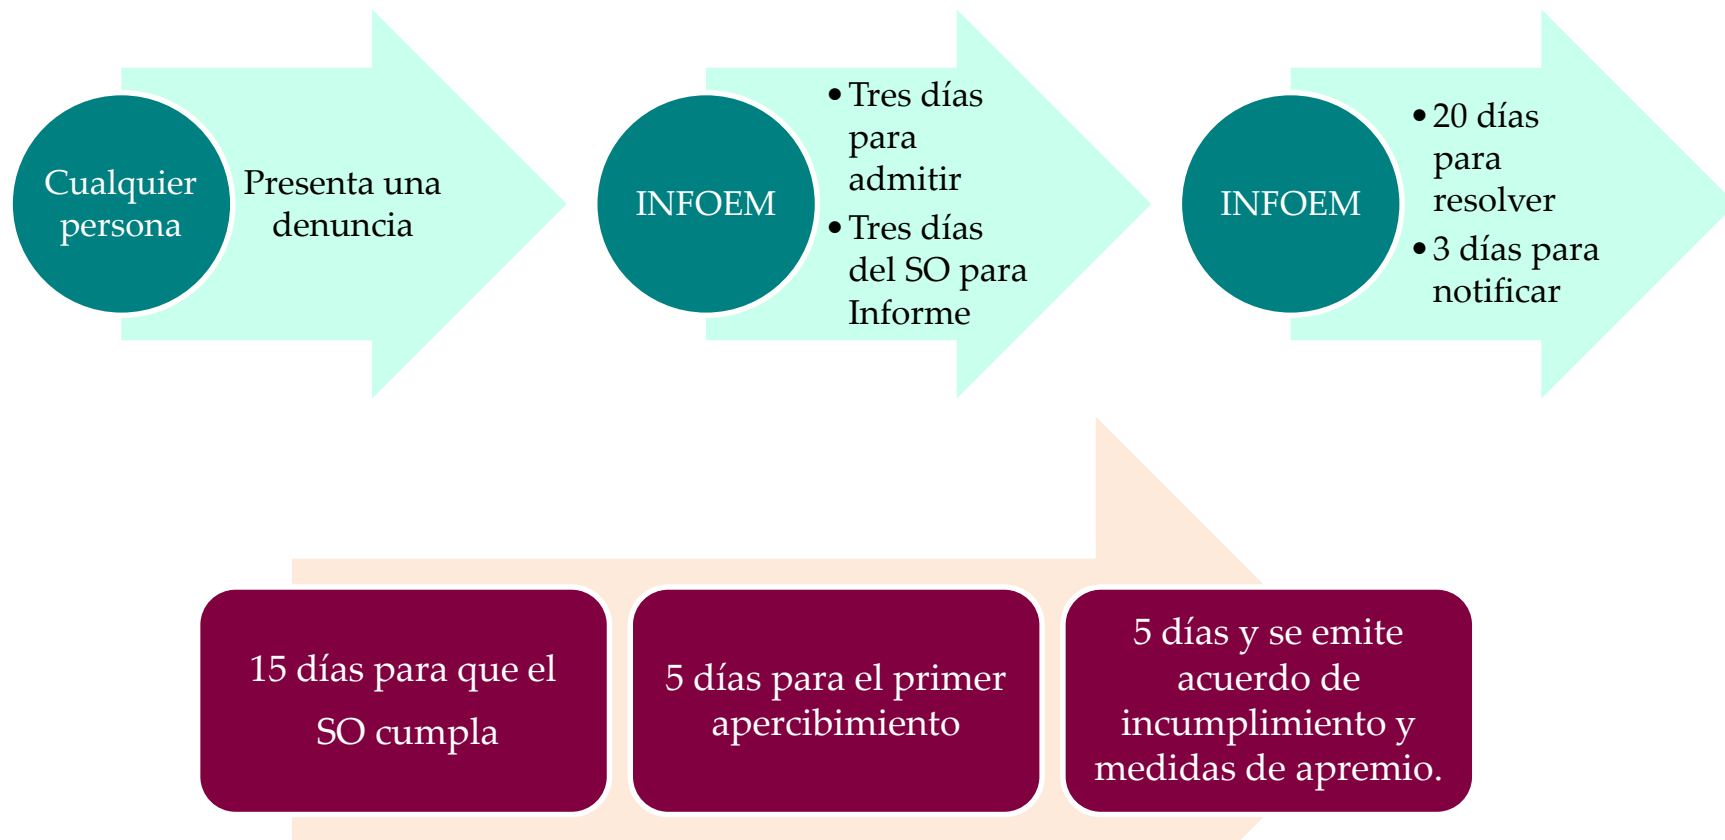 Cualquier
persona
Presenta una
denuncia
INFOEM
• Tres días
para
admitir
• Tres días
del SO para
Informe
INFOEM
• 20 días
para
resolver
• 3 días para
notificar
15 días para que el
SO cumpla
5 días para el primer
apercibimiento
5 días y se emite
acuerdo de
incumplimiento y
medidas de apremio.